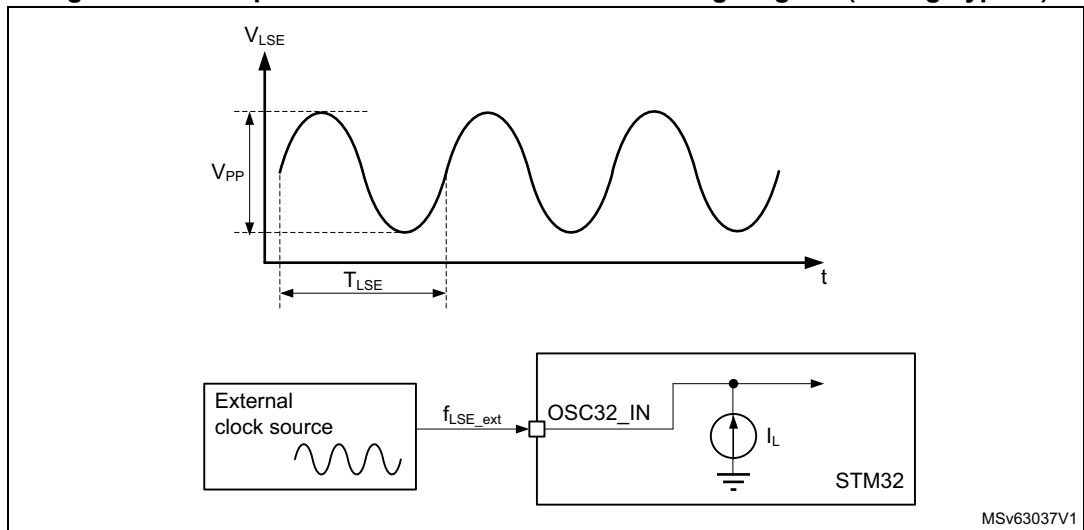 V_LSE
V_PP
T_LSE
t
External
clock source
f_LSE_ext
OSC32_IN
I_L
STM32
MSv63037V1